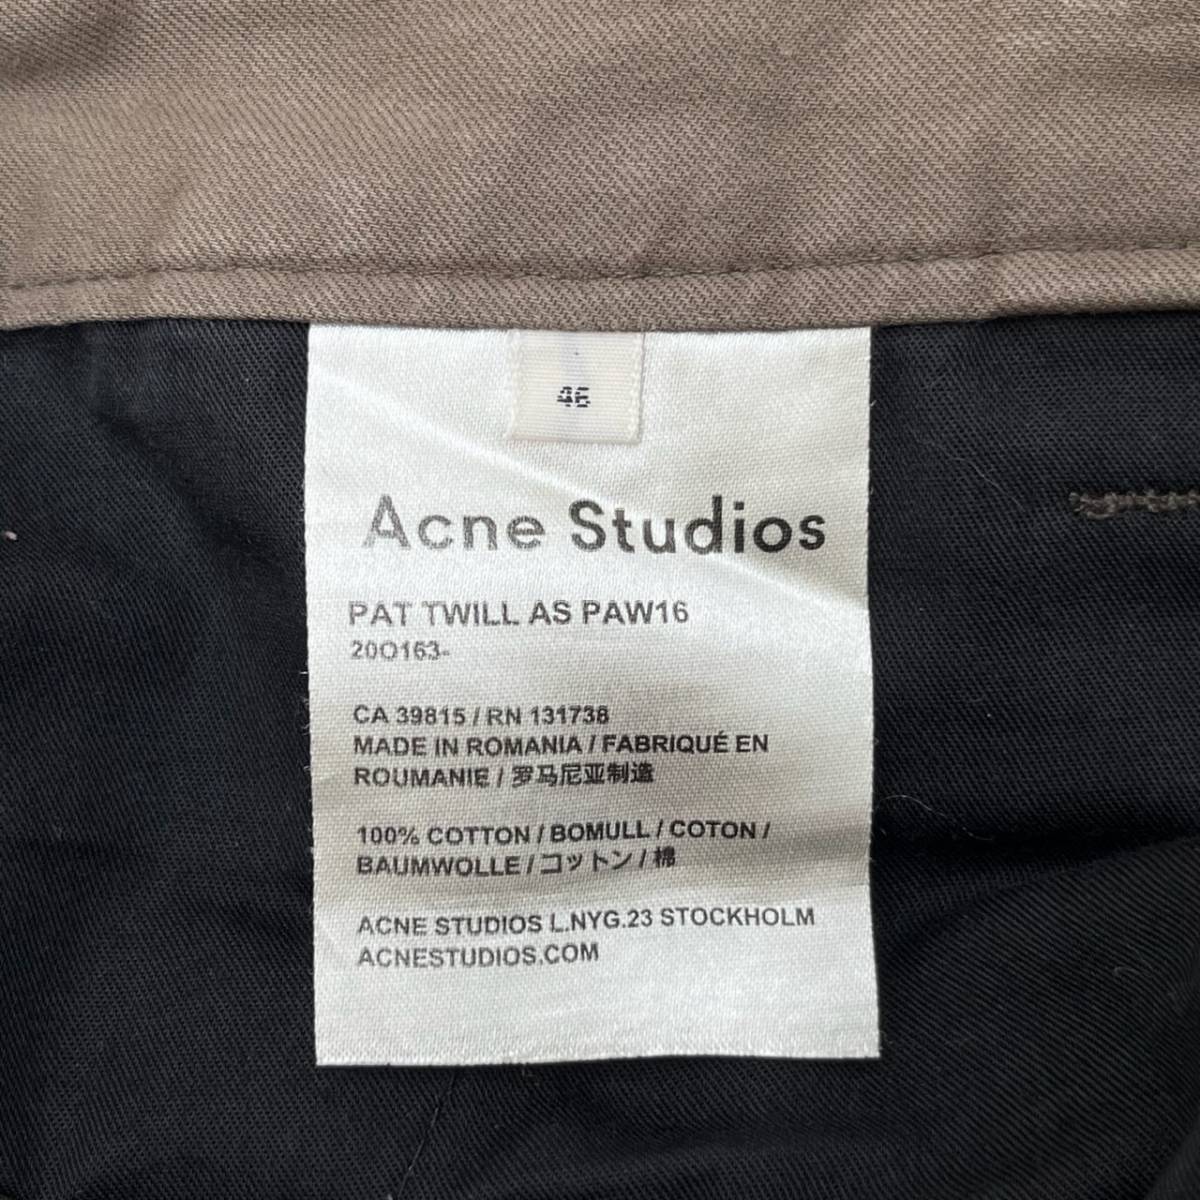 46
Acne Studios
PAT TWILL AS PAW16
20O163-
CA 39815 / RN 131738
MADE IN ROMANIA / FABRIQUÉ EN
ROUMANIE / 罗马尼亚制造
100% COTTON / BOMULL / COTON /
BAUMWOLLE / コットン / 棉
ACNE STUDIOS L.NYG.23 STOCKHOLM
ACNESTUDIOS.COM